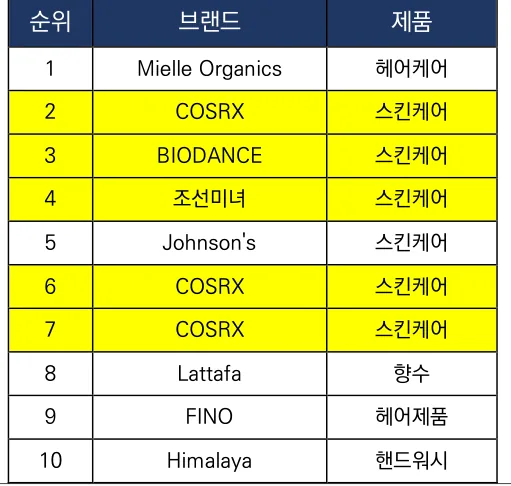 순위 브랜드 제품
1 Mielle Organics 헤어케어
2 COSRX 스킨케어
3 BIODANCE 스킨케어
4 조선미녀 스킨케어
5 Johnson's 스킨케어
6 COSRX 스킨케어
7 COSRX 스킨케어
8 Lattafa 향수
9 FINO 헤어제품
10 Himalaya 핸드워시